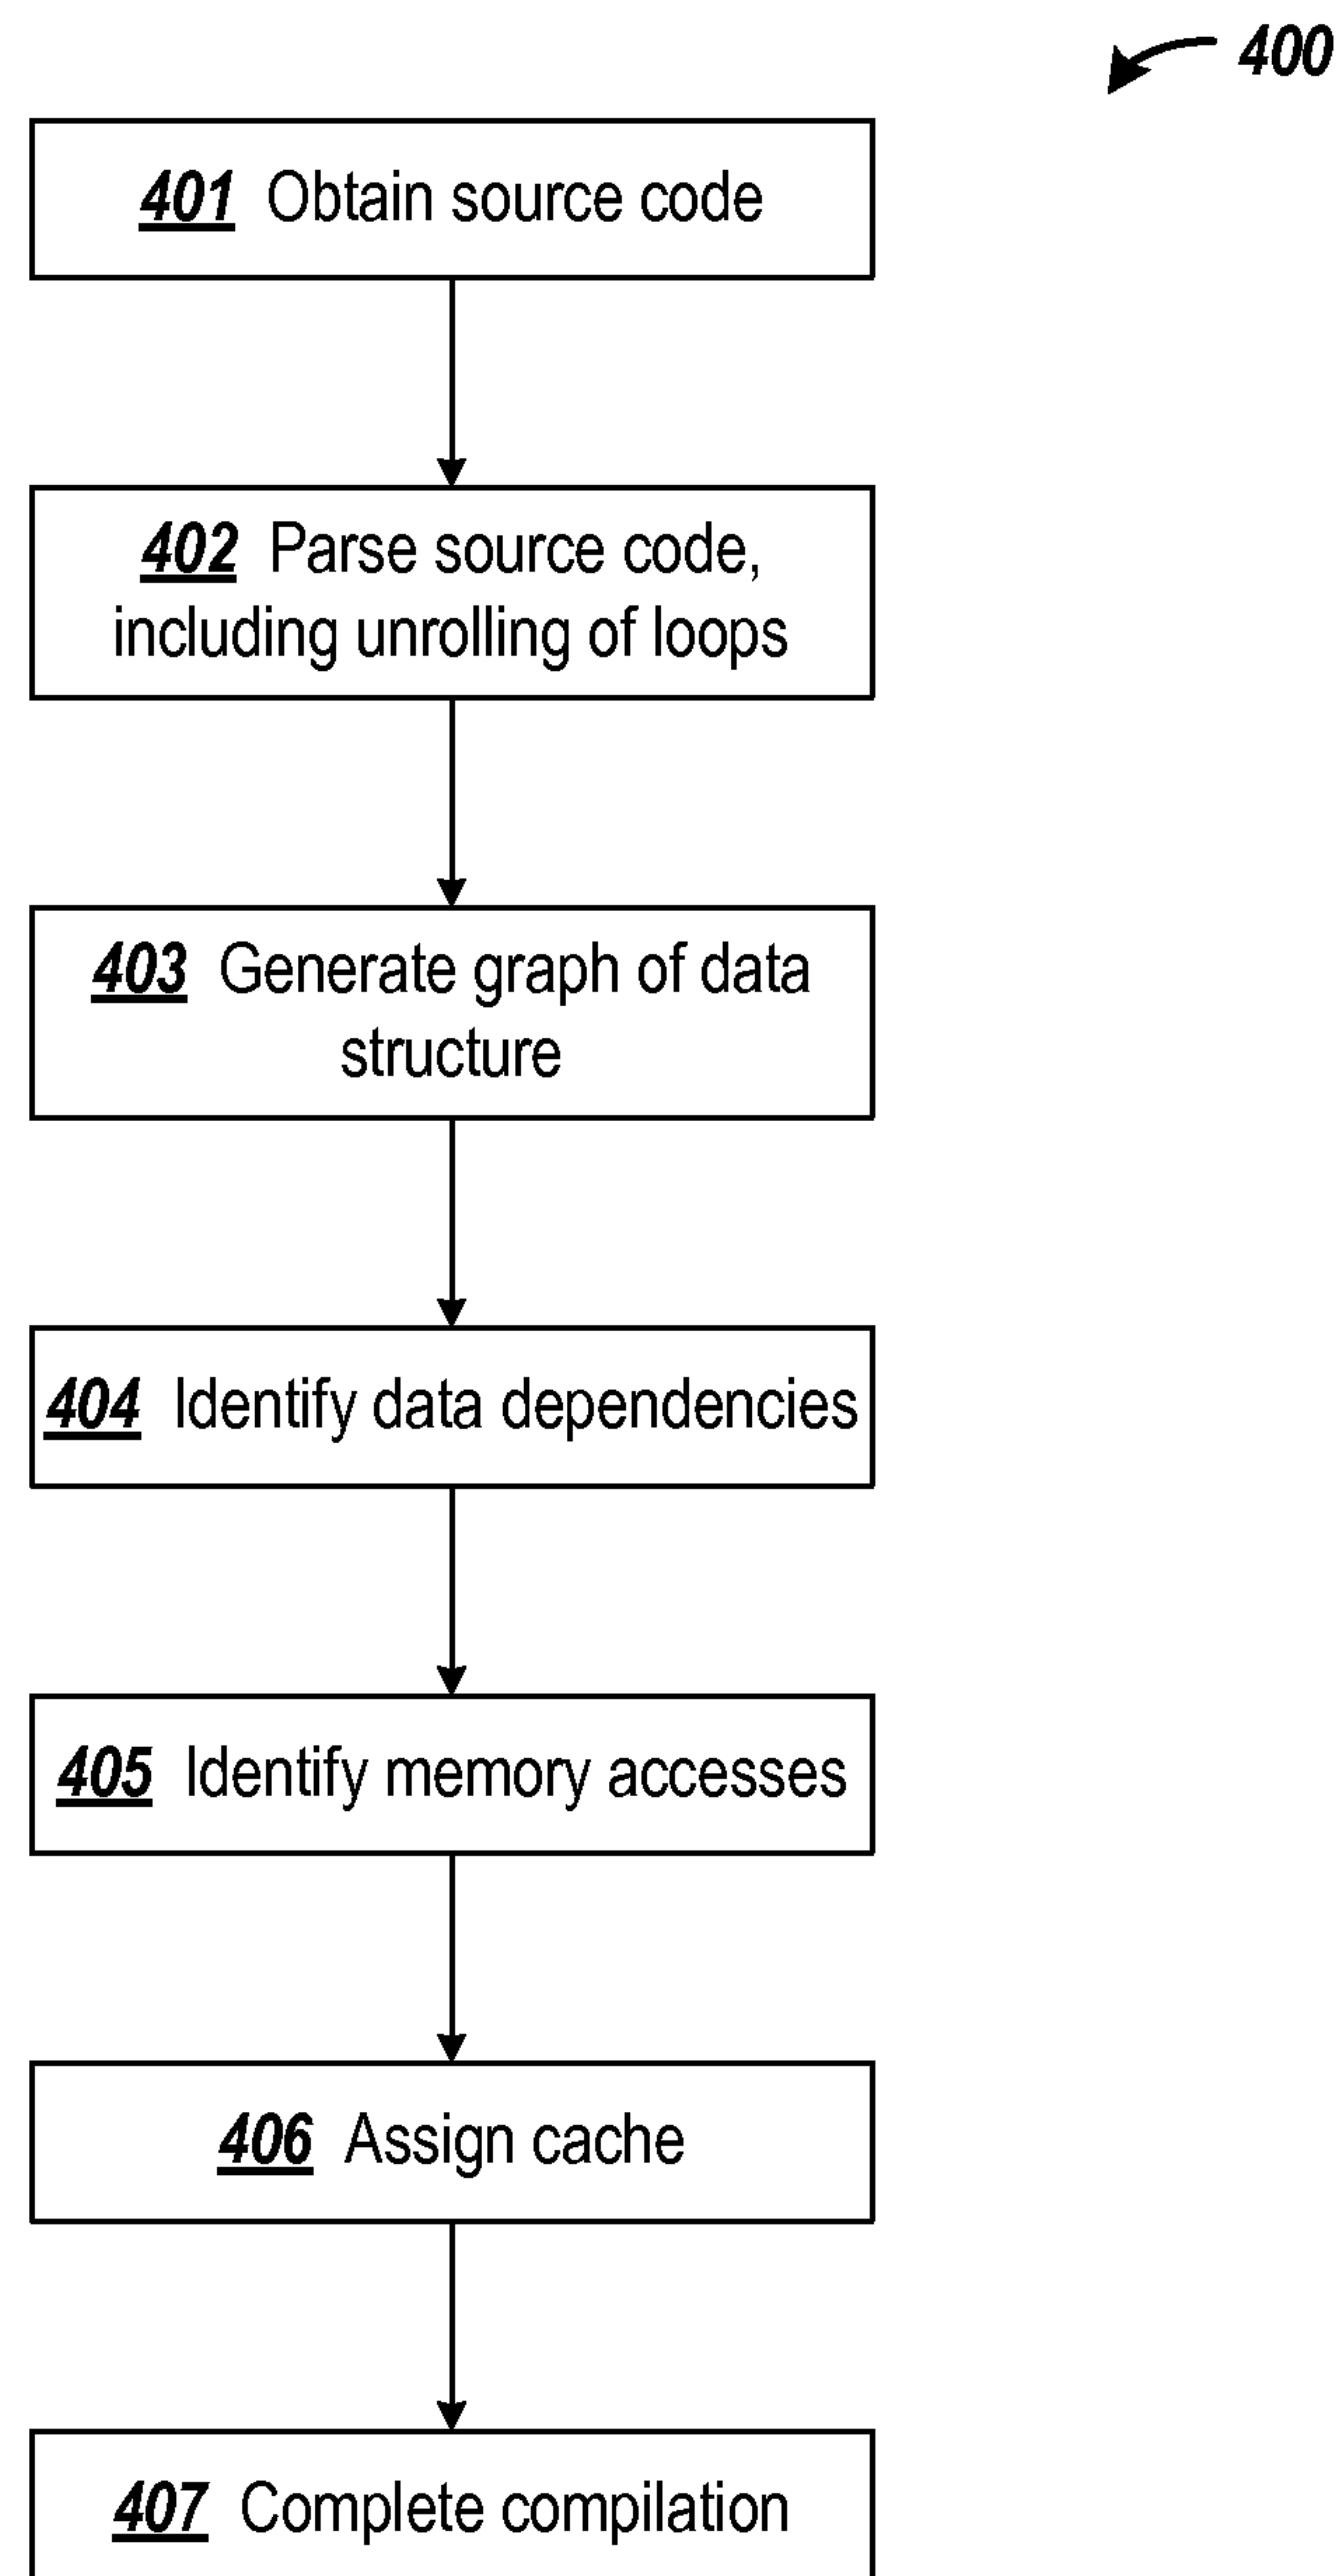 400
401 Obtain source code
402 Parse source code,
including unrolling of loops
403 Generate graph of data
structure
404 Identify data dependencies
405 Identify memory accesses
406 Assign cache
407 Complete compilation